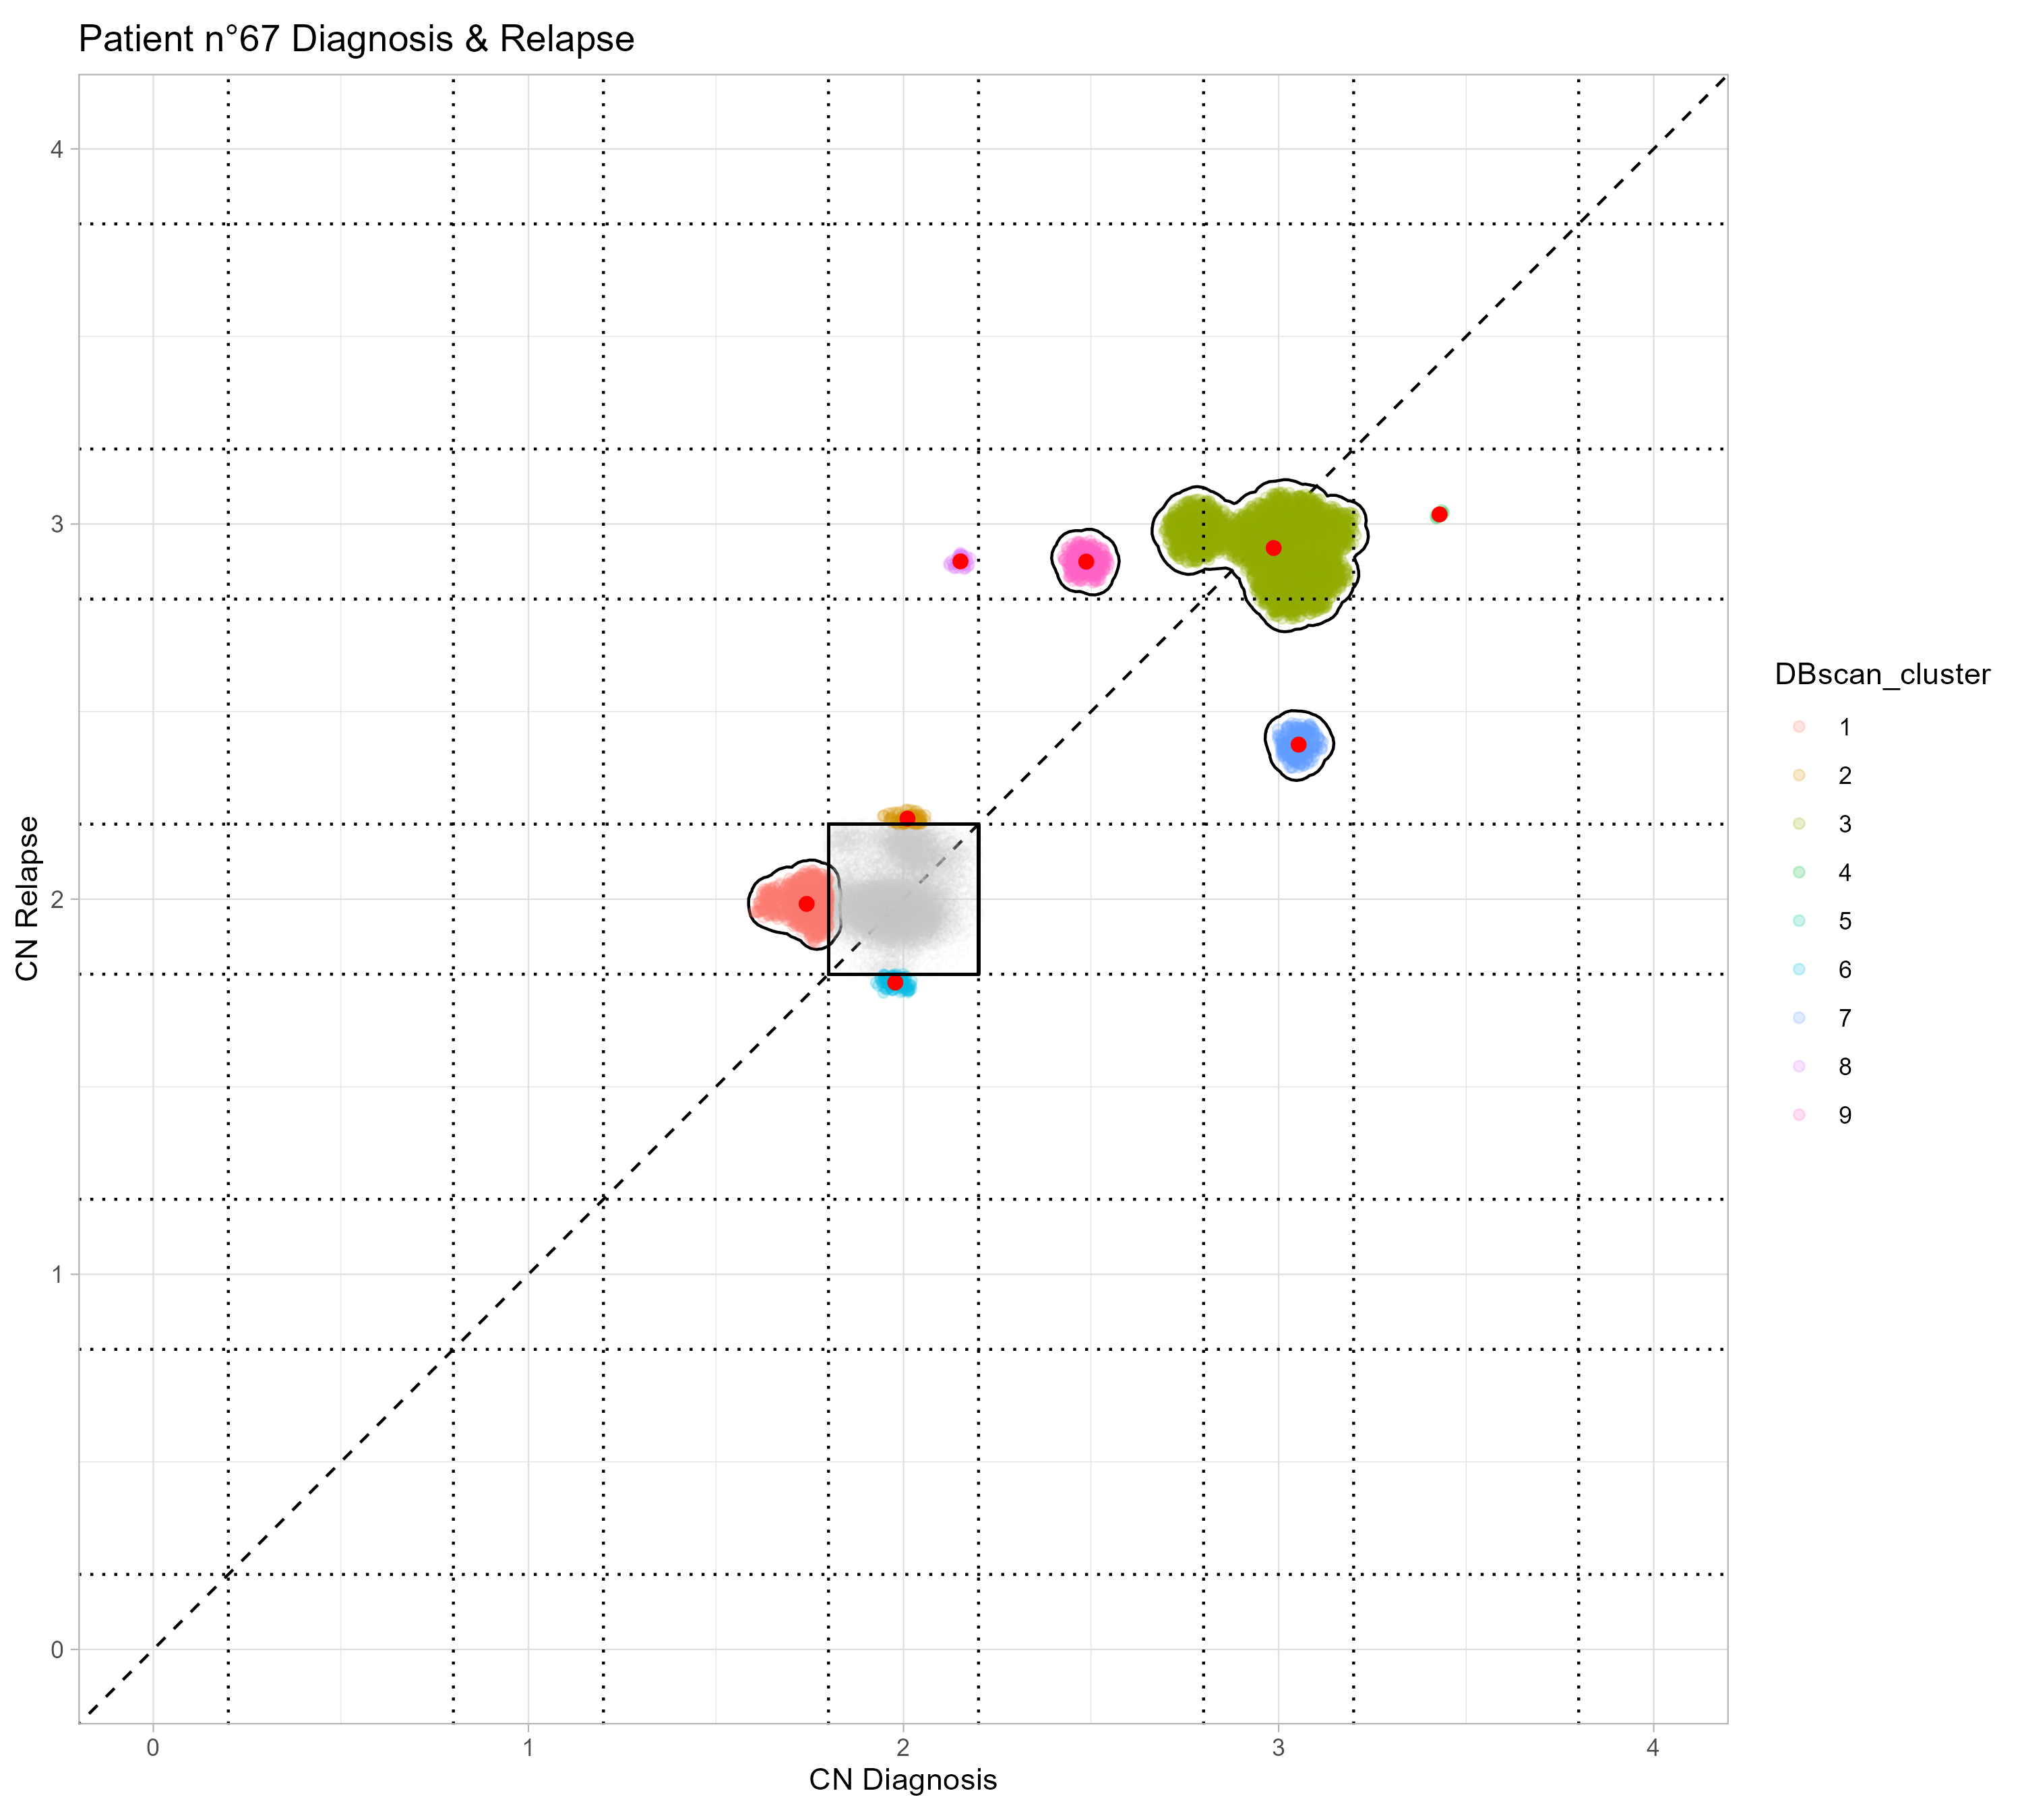 Patient n°67 Diagnosis & Relapse
4
3
2
1
0
CN Relapse
0 1 2 3 4
CN Diagnosis
DBscan_cluster
1
2
3
4
5
6
7
8
9